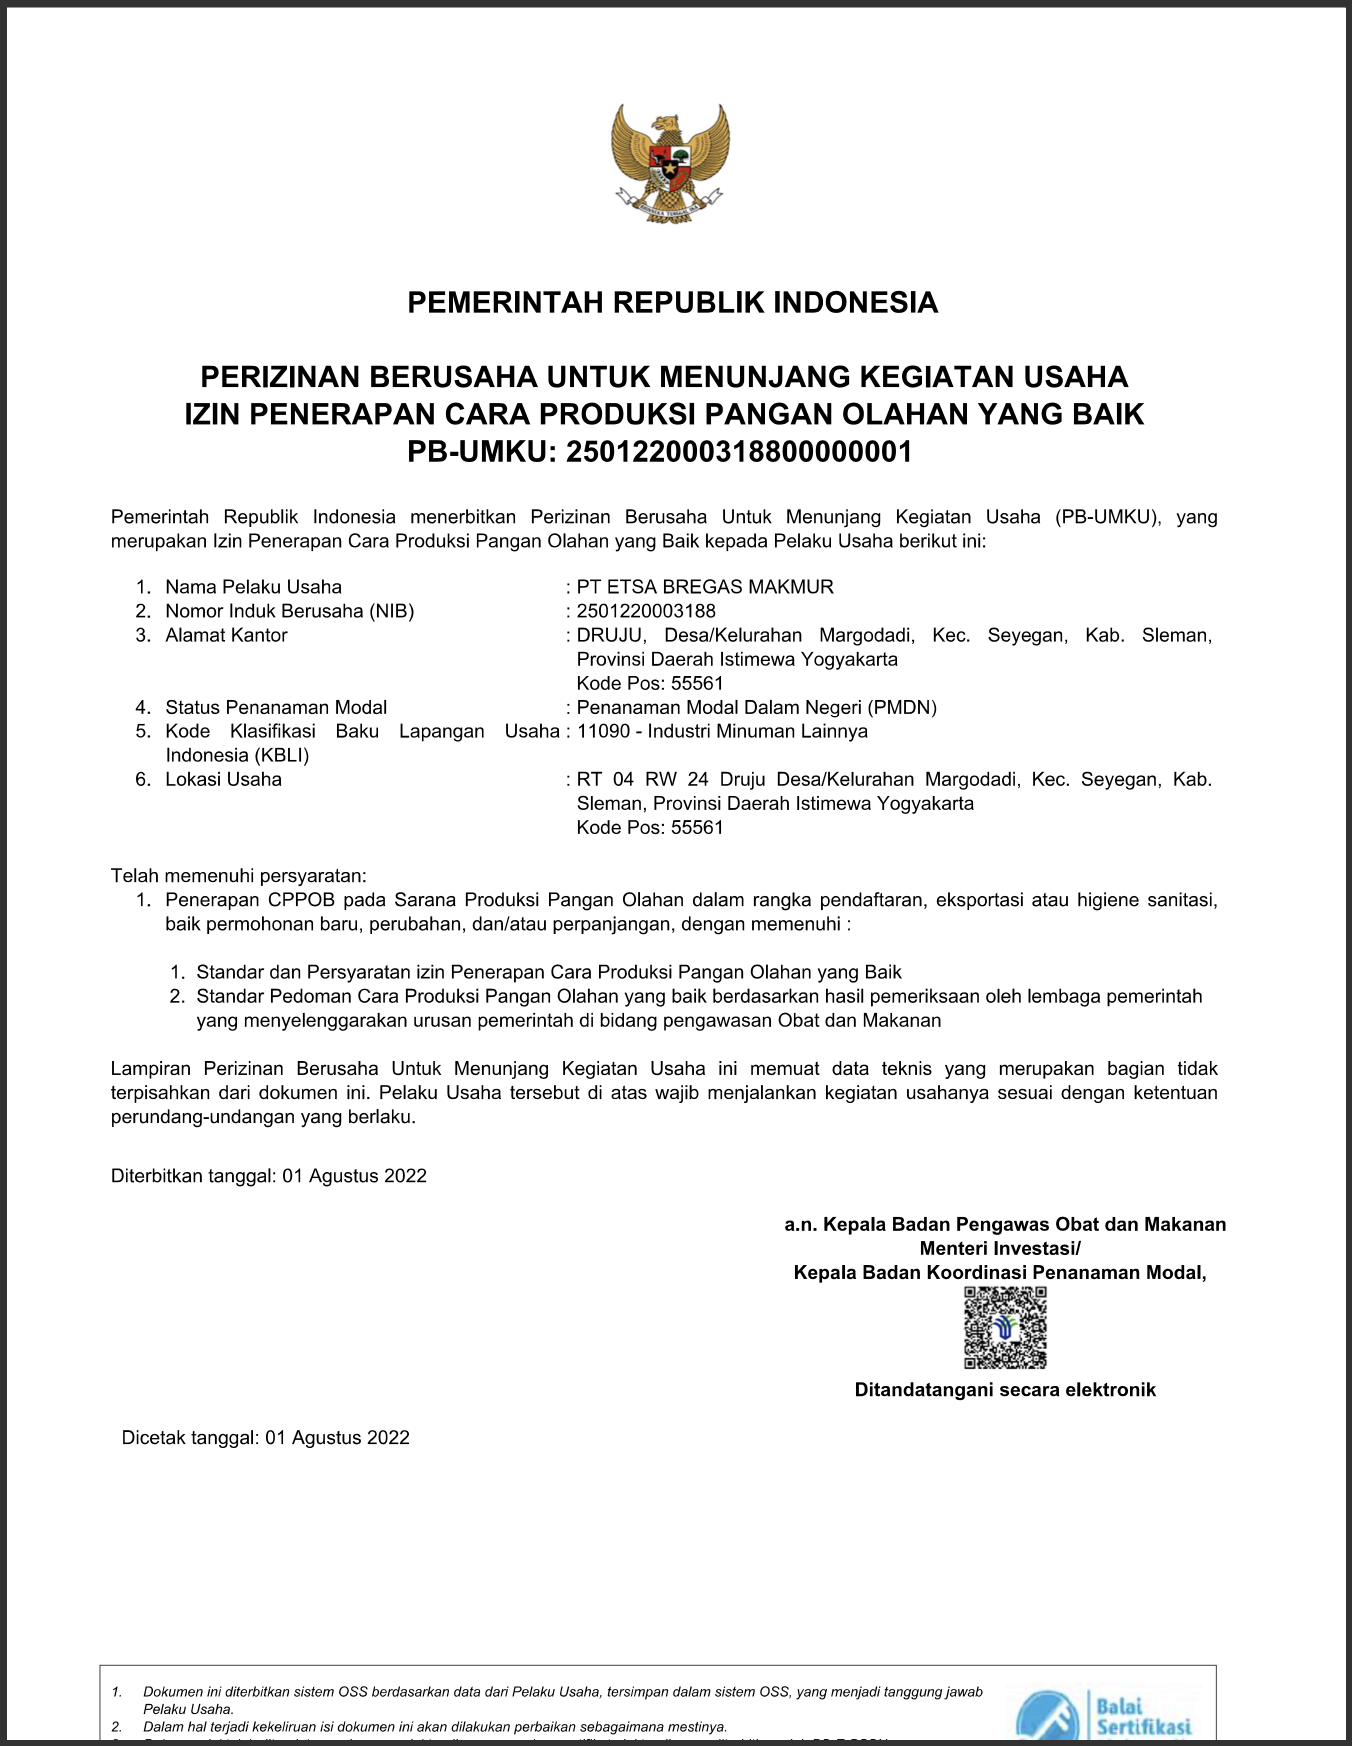 PEMERINTAH REPUBLIK INDONESIA
PERIZINAN BERUSAHA UNTUK MENUNJANG KEGIATAN USAHA
IZIN PENERAPAN CARA PRODUKSI PANGAN OLAHAN YANG BAIK
PB-UMKU: 250122000318800000001
Pemerintah Republik Indonesia menerbitkan Perizinan Berusaha Untuk Menunjang Kegiatan Usaha (PB-UMKU), yang
merupakan Izin Penerapan Cara Produksi Pangan Olahan yang Baik kepada Pelaku Usaha berikut ini:
1. Nama Pelaku Usaha : PT ETSA BREGAS MAKMUR
2. Nomor Induk Berusaha (NIB) : 2501220003188
3. Alamat Kantor : DRUJU, Desa/Kelurahan Margodadi, Kec. Seyegan, Kab. Sleman,
Provinsi Daerah Istimewa Yogyakarta
Kode Pos: 55561
4. Status Penanaman Modal : Penanaman Modal Dalam Negeri (PMDN)
5. Kode Klasifikasi Baku Lapangan Usaha : 11090 - Industri Minuman Lainnya
Indonesia (KBLI)
6. Lokasi Usaha : RT 04 RW 24 Druju Desa/Kelurahan Margodadi, Kec. Seyegan, Kab.
Sleman, Provinsi Daerah Istimewa Yogyakarta
Kode Pos: 55561
Telah memenuhi persyaratan:
1. Penerapan CPPOB pada Sarana Produksi Pangan Olahan dalam rangka pendaftaran, eksportasi atau higiene sanitasi,
baik permohonan baru, perubahan, dan/atau perpanjangan, dengan memenuhi :
1. Standar dan Persyaratan izin Penerapan Cara Produksi Pangan Olahan yang Baik
2. Standar Pedoman Cara Produksi Pangan Olahan yang baik berdasarkan hasil pemeriksaan oleh lembaga pemerintah
yang menyelenggarakan urusan pemerintah di bidang pengawasan Obat dan Makanan
Lampiran Perizinan Berusaha Untuk Menunjang Kegiatan Usaha ini memuat data teknis yang merupakan bagian tidak
terpisahkan dari dokumen ini. Pelaku Usaha tersebut di atas wajib menjalankan kegiatan usahanya sesuai dengan ketentuan
perundang-undangan yang berlaku.
Diterbitkan tanggal: 01 Agustus 2022
a.n. Kepala Badan Pengawas Obat dan Makanan
Menteri Investasi/
Kepala Badan Koordinasi Penanaman Modal,
Ditandatangani secara elektronik
Dicetak tanggal: 01 Agustus 2022
1. Dokumen ini diterbitkan sistem OSS berdasarkan data dari Pelaku Usaha, tersimpan dalam sistem OSS, yang menjadi tanggung jawab
Pelaku Usaha.
2. Dalam hal terjadi kekeliruan isi dokumen ini akan dilakukan perbaikan sebagaimana mestinya.
Balai
Sertifikasi